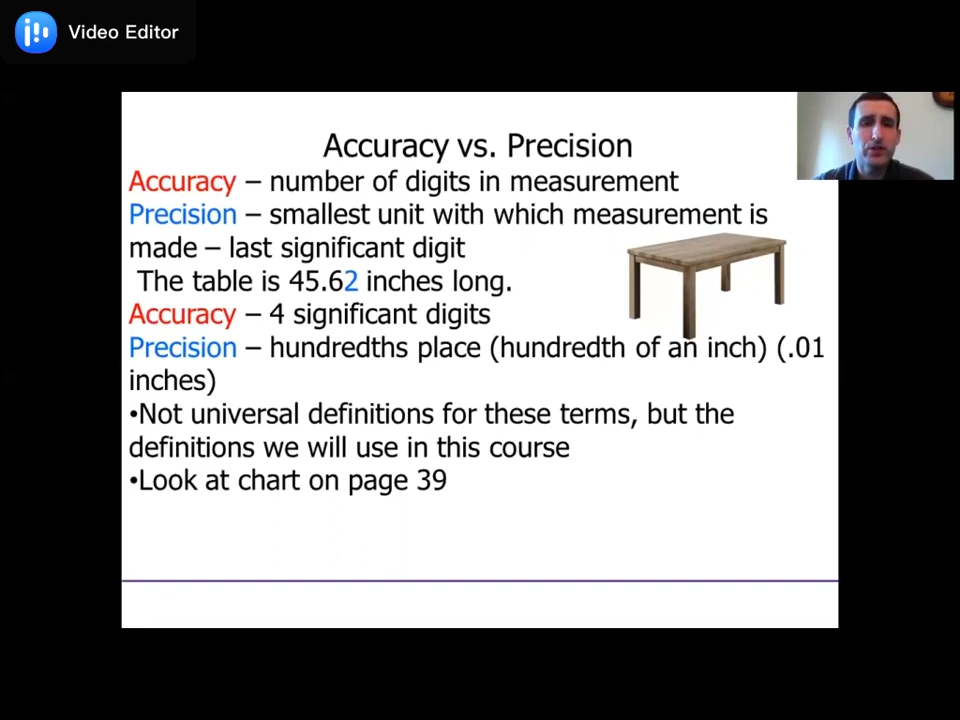 Video Editor
Accuracy vs. Precision
Accuracy – number of digits in measurement
Precision – smallest unit with which measurement is
made – last significant digit
The table is 45.62 inches long.
Accuracy – 4 significant digits
Precision – hundredths place (hundredth of an inch) (.01
inches)
•Not universal definitions for these terms, but the
definitions we will use in this course
•Look at chart on page 39